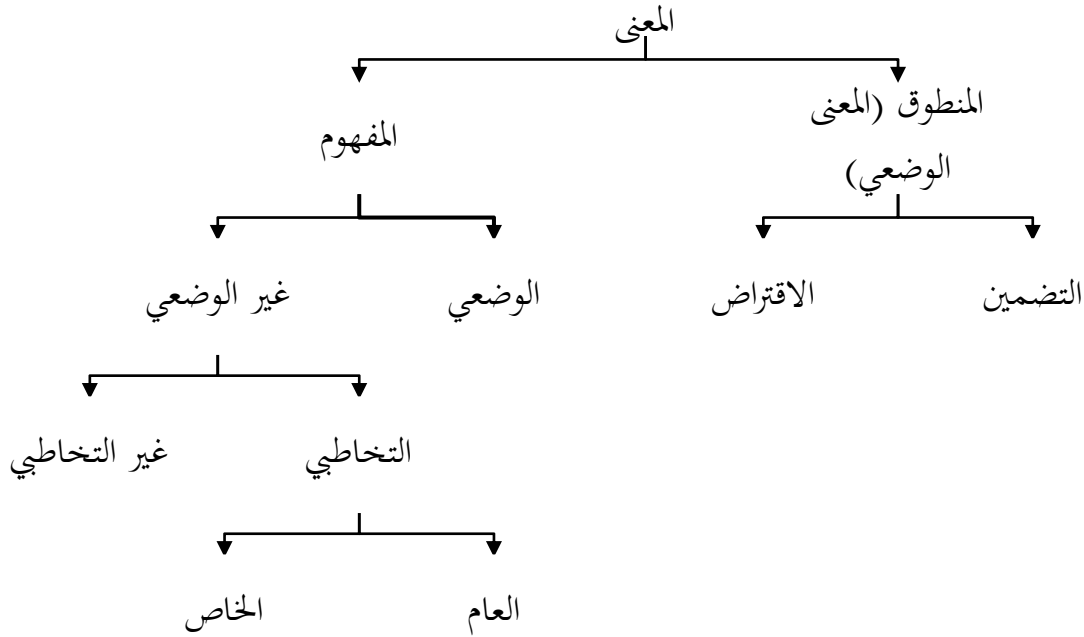 المعنى
المنطوق (المعنى
الوضعي)
المفهوم
التضمين
الاقتراض
الوضعي
غير الوضعي
التخاطبي
غير التخاطبي
العام
الخاص